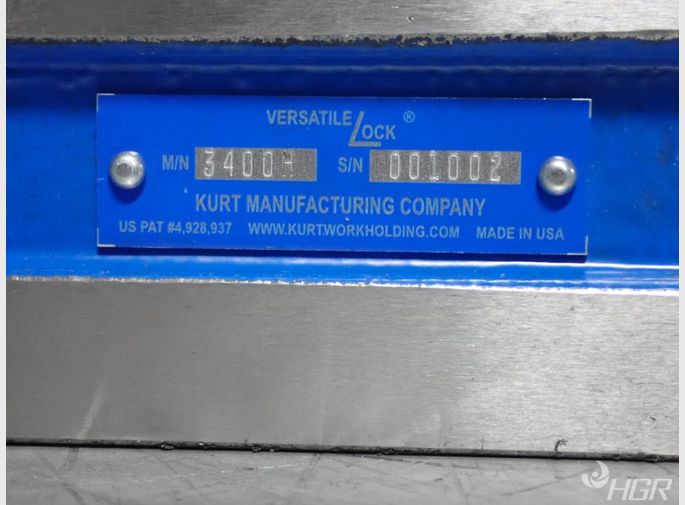 VERSATILE LOCK ®
M/N 3400H S/N 001002
KURT MANUFACTURING COMPANY
US PAT #4,928,937 WWW.KURTWORKHOLDING.COM MADE IN USA
HGR